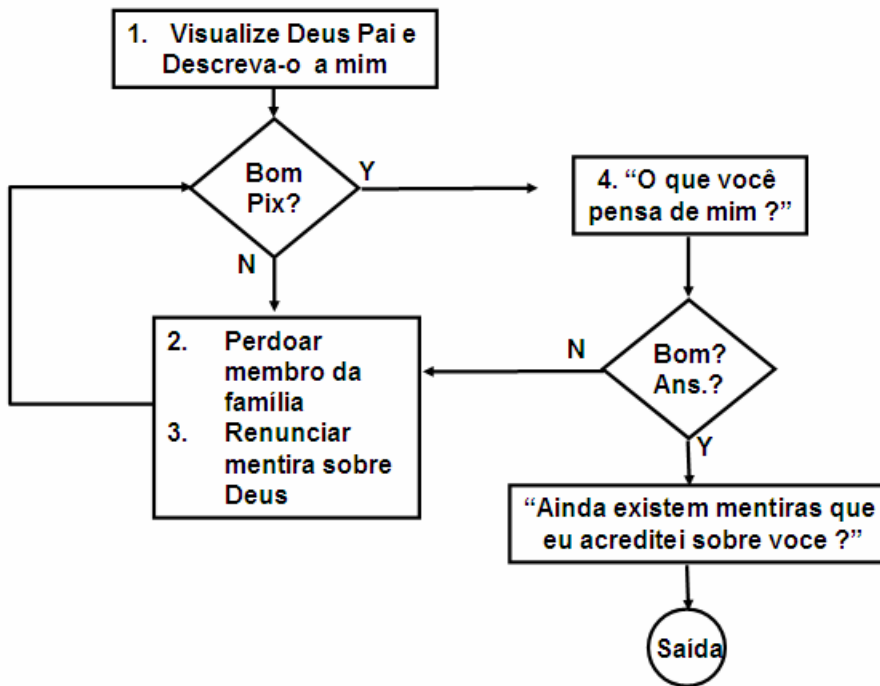 1. Visualize Deus Pai e
Descreva-o a mim
Bom
Pix?
Y
N
2. Perdoar
membro da
família
3. Renunciar
mentira sobre
Deus
4. “O que você
pensa de mim ?”
N
Bom?
Ans.?
Y
“Ainda existem mentiras que
eu acreditei sobre voce ?”
Saída